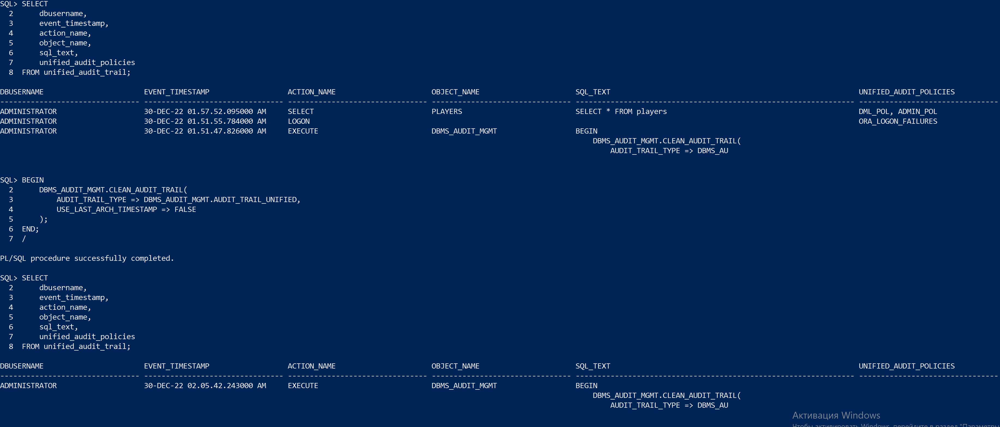 SQL> SELECT
  2      dbusername,
  3      event_timestamp,
  4      action_name,
  5      object_name,
  6      sql_text,
  7      unified_audit_policies
  8  FROM unified_audit_trail;
DBUSERNAME EVENT_TIMESTAMP ACTION_NAME OBJECT_NAME SQL_TEXT UNIFIED_AUDIT_POLICIES
-------------------------------- -------------------------------- -------------------------------- -------------------------------- ---------------------------------------------------------------- --------------------------------
ADMINISTRATOR 30-DEC-22 01.57.52.095000 AM SELECT PLAYERS SELECT * FROM players DML_POL, ADMIN_POL
ADMINISTRATOR 30-DEC-22 01.51.55.784000 AM LOGON ORA_LOGON_FAILURES
ADMINISTRATOR 30-DEC-22 01.51.47.826000 AM EXECUTE DBMS_AUDIT_MGMT BEGIN
DBMS_AUDIT_MGMT.CLEAN_AUDIT_TRAIL(
AUDIT_TRAIL_TYPE => DBMS_AU
SQL> BEGIN
  2      DBMS_AUDIT_MGMT.CLEAN_AUDIT_TRAIL(
  3          AUDIT_TRAIL_TYPE => DBMS_AUDIT_MGMT.AUDIT_TRAIL_UNIFIED,
  4          USE_LAST_ARCH_TIMESTAMP => FALSE
  5      );
  6  END;
  7  /
PL/SQL procedure successfully completed.
SQL> SELECT
  2      dbusername,
  3      event_timestamp,
  4      action_name,
  5      object_name,
  6      sql_text,
  7      unified_audit_policies
  8  FROM unified_audit_trail;
DBUSERNAME EVENT_TIMESTAMP ACTION_NAME OBJECT_NAME SQL_TEXT UNIFIED_AUDIT_POLICIES
-------------------------------- -------------------------------- -------------------------------- -------------------------------- ---------------------------------------------------------------- --------------------------------
ADMINISTRATOR 30-DEC-22 02.05.42.243000 AM EXECUTE DBMS_AUDIT_MGMT BEGIN
DBMS_AUDIT_MGMT.CLEAN_AUDIT_TRAIL(
AUDIT_TRAIL_TYPE => DBMS_AU
Активация Windows
Чтобы активировать Windows, перейдите в раздел "Параметры